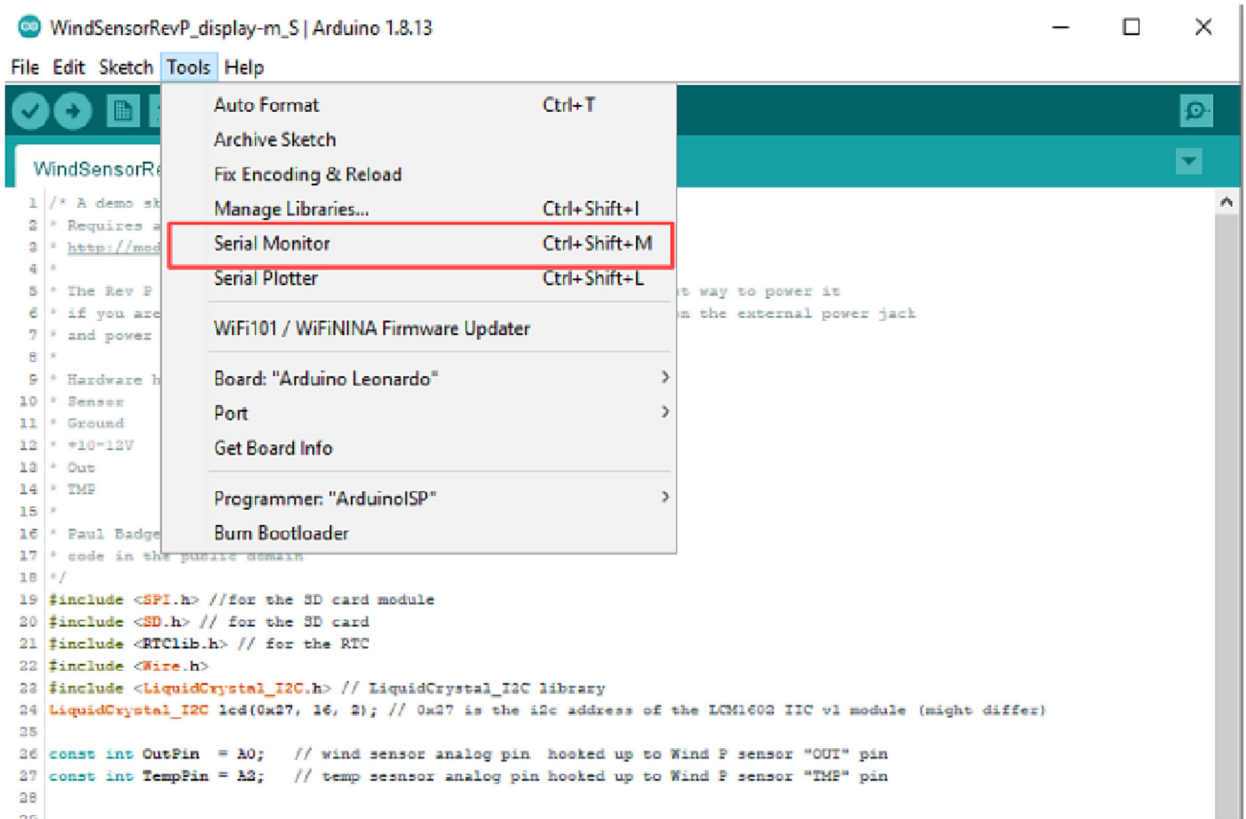 WindSensorRevP_display-m_S | Arduino 1.8.13
File Edit Sketch Tools Help
Auto Format Ctrl+T
Archive Sketch
WindSensorRe
Fix Encoding & Reload
Manage Libraries... Ctrl+Shift+I
Serial Monitor Ctrl+Shift+M
Serial Plotter Ctrl+Shift+L
WiFi101 / WiFiNINA Firmware Updater
Board: "Arduino Leonardo"
Port
Get Board Info
Programmer: "ArduinoISP"
Burn Bootloader
1 /* A demo sk
2 * Requires a
3 * http://mod
4 *
5 * The Rev P t way to power it
6 * if you are n the external power jack
7 * and power
8 *
9 * Hardware h
10 * Sensor
11 * Ground
12 * +10-12V
13 * Out
14 * TMP
15 *
16 * Paul Badge
17 * code in the public domain
18 */
19 #include <SPI.h> //for the SD card module
20 #include <SD.h> // for the SD card
21 #include <RTClib.h> // for the RTC
22 #include <Wire.h>
23 #include <LiquidCrystal_I2C.h> // LiquidCrystal_I2C library
24 LiquidCrystal_I2C lcd(0x27, 16, 2); // 0x27 is the i2c address of the LCM1602 IIC v1 module (might differ)
25
26 const int OutPin = A0; // wind sensor analog pin hooked up to Wind P sensor "OUT" pin
27 const int TempPin = A2; // temp sesnsor analog pin hooked up to Wind P sensor "TMP" pin
28
29